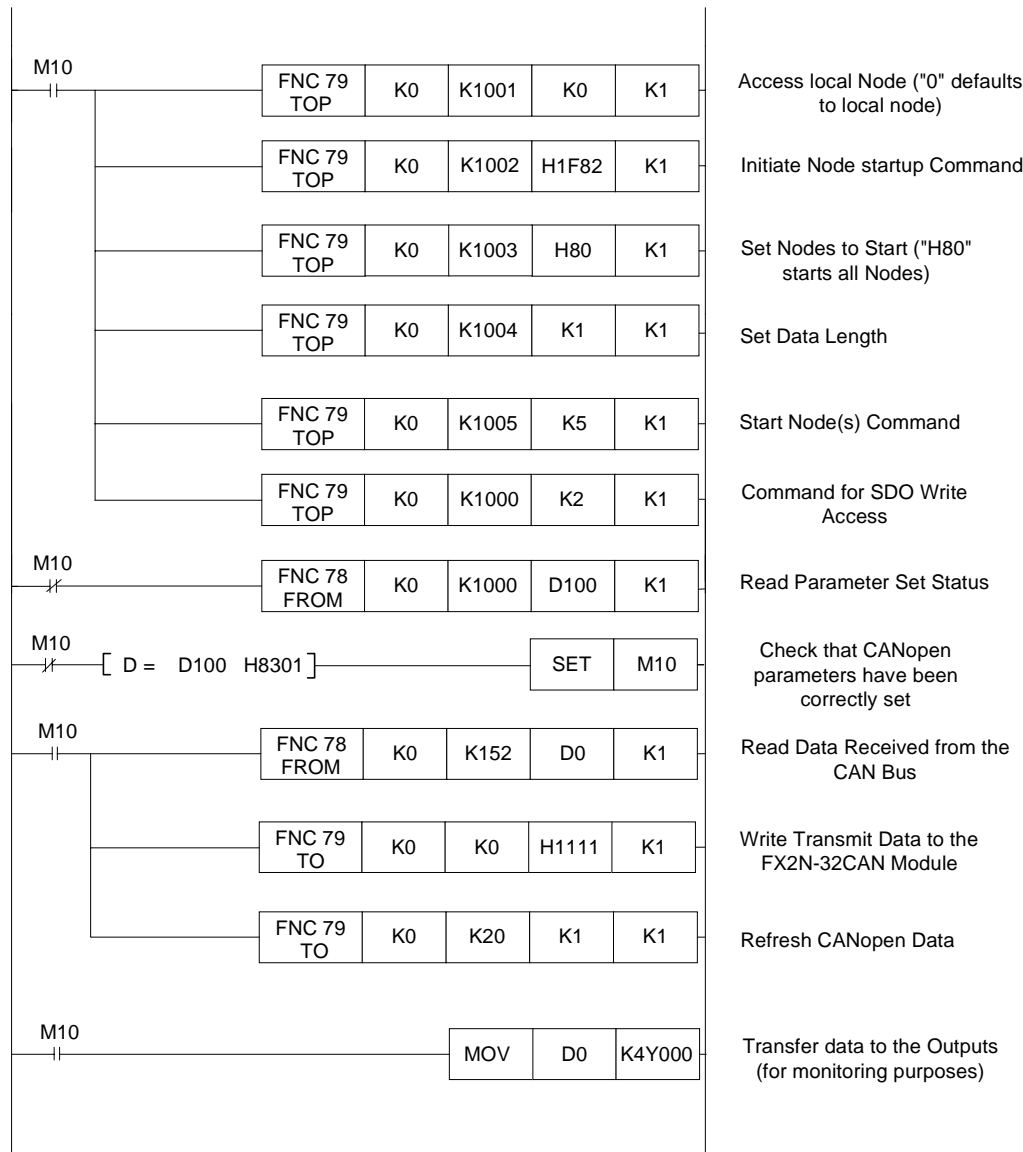 M10
FNC 79 TOP K0 K1001 K0 K1
Access local Node ("0" defaults
to local node)
FNC 79 TOP K0 K1002 H1F82 K1
Initiate Node startup Command
FNC 79 TOP K0 K1003 H80 K1
Set Nodes to Start ("H80"
starts all Nodes)
FNC 79 TOP K0 K1004 K1 K1
Set Data Length
FNC 79 TOP K0 K1005 K5 K1
Start Node(s) Command
FNC 79 TOP K0 K1000 K2 K1
Command for SDO Write
Access
M10
FNC 78 FROM K0 K1000 D100 K1
Read Parameter Set Status
M10
[ D = D100 H8301 ] SET M10
Check that CANopen
parameters have been
correctly set
M10
FNC 78 FROM K0 K152 D0 K1
Read Data Received from the
CAN Bus
FNC 79 TO K0 K0 H1111 K1
Write Transmit Data to the
FX2N-32CAN Module
FNC 79 TO K0 K20 K1 K1
Refresh CANopen Data
M10
MOV D0 K4Y000
Transfer data to the Outputs
(for monitoring purposes)